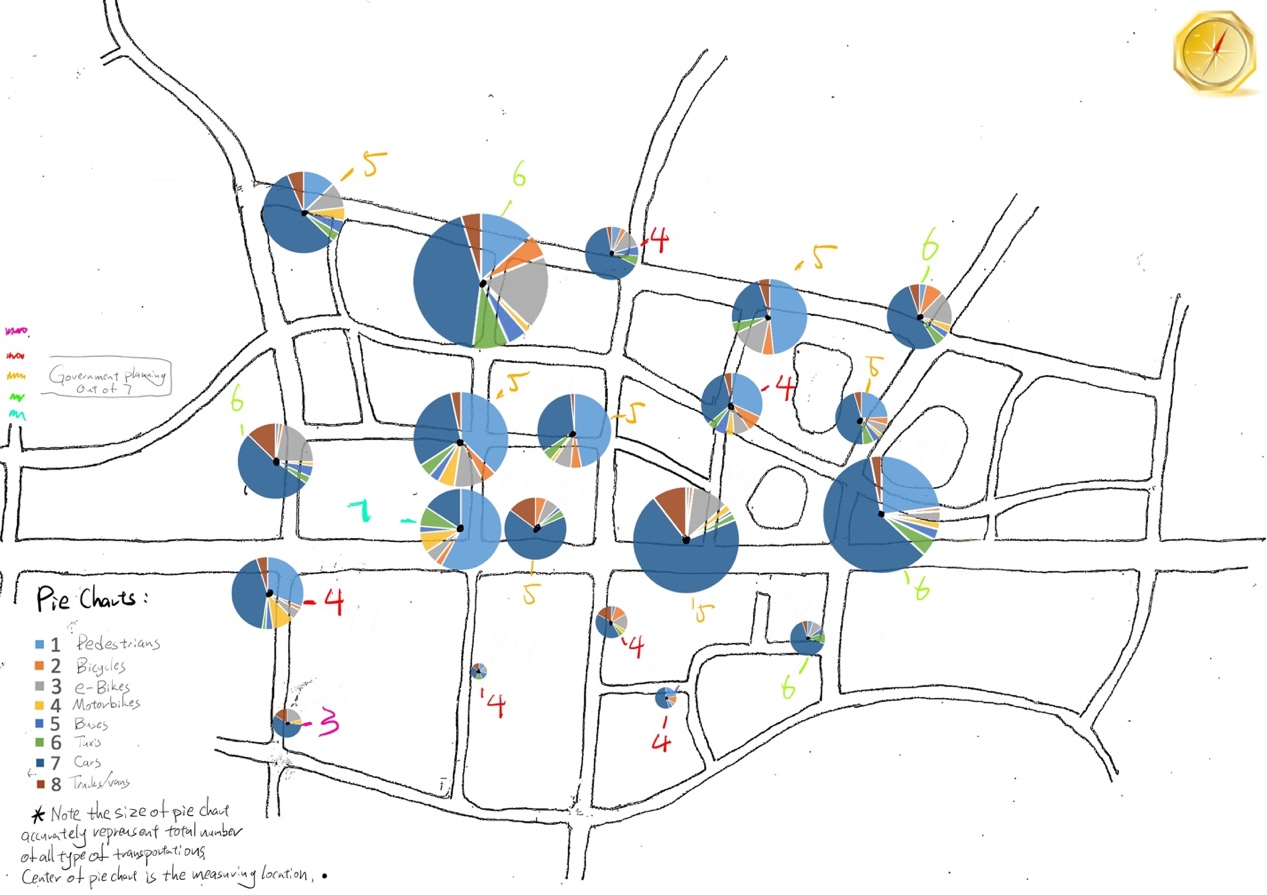 5
6
4
5
6
Government planning
Out of 7
6
5
5
4
5
7
5
5
6
4
4
6
3
4
4
Pie Charts:
1 Pedestrians
2 Bicycles
3 e-Bikes
4 Motorbikes
5 Buses
6 Taxis
7 Cars
8 Trucks/vans
* Note the size of pie chart
accurately represent total number
of all type of transportations,
Center of pie chart is the measuring location, •